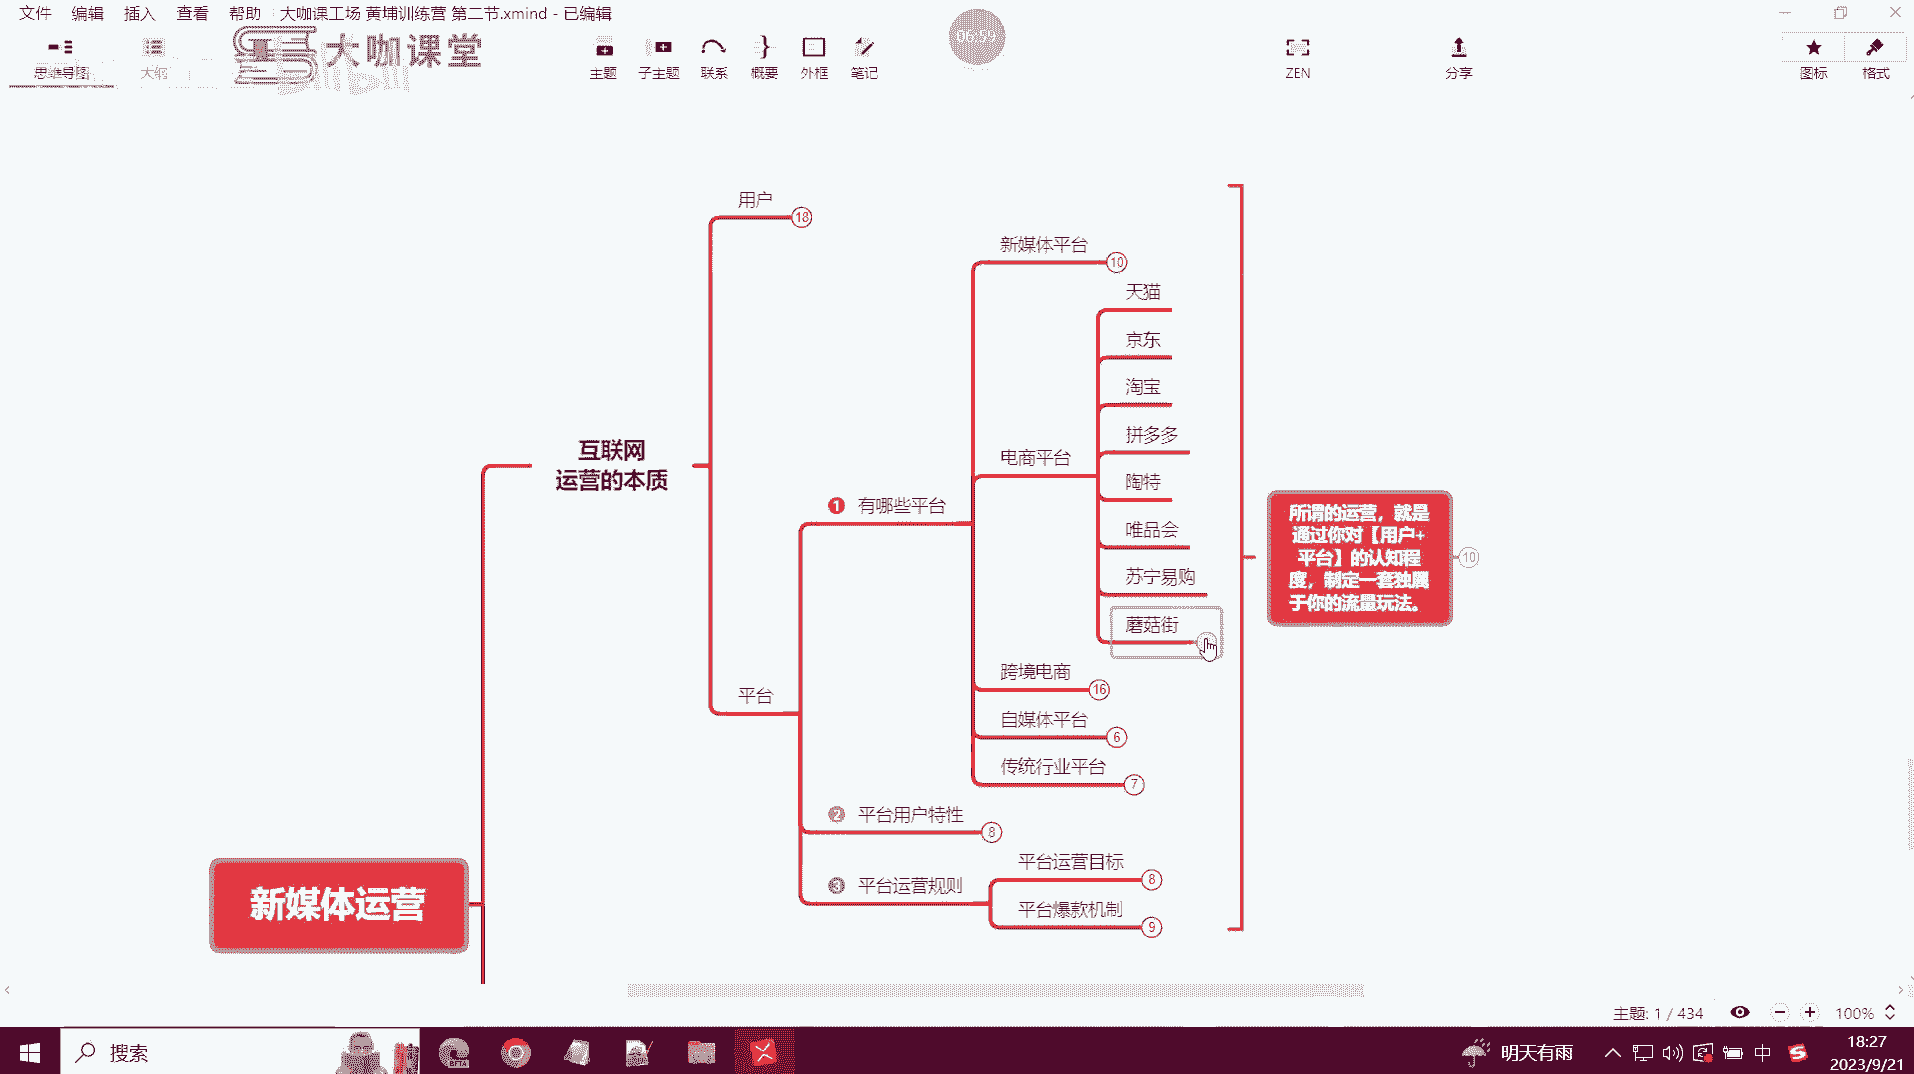 文件 编辑 插入 查看 帮助 大咖课工场 黄埔训练营 第二节.xmind - 已编辑
思维导图
大纲
大咖课堂
主题
子主题
联系
概要
外框
笔记
06:59
ZEN
分享
图标
格式
用户
18
新媒体平台
10
天猫
京东
淘宝
拼多多
电商平台
陶特
唯品会
苏宁易购
蘑菇街
互联网
运营的本质
1 有哪些平台
所谓的运营，就是
通过你对【用户+
平台】的认知程
度，制定一套独属
于你的流量玩法。
10
跨境电商
16
平台
自媒体平台
6
传统行业平台
7
2 平台用户特性
8
平台运营目标
8
3 平台运营规则
平台爆款机制
9
新媒体运营
主题: 1 / 434
100%
搜索
BETA
明天有雨
中
18:27
2023/9/21